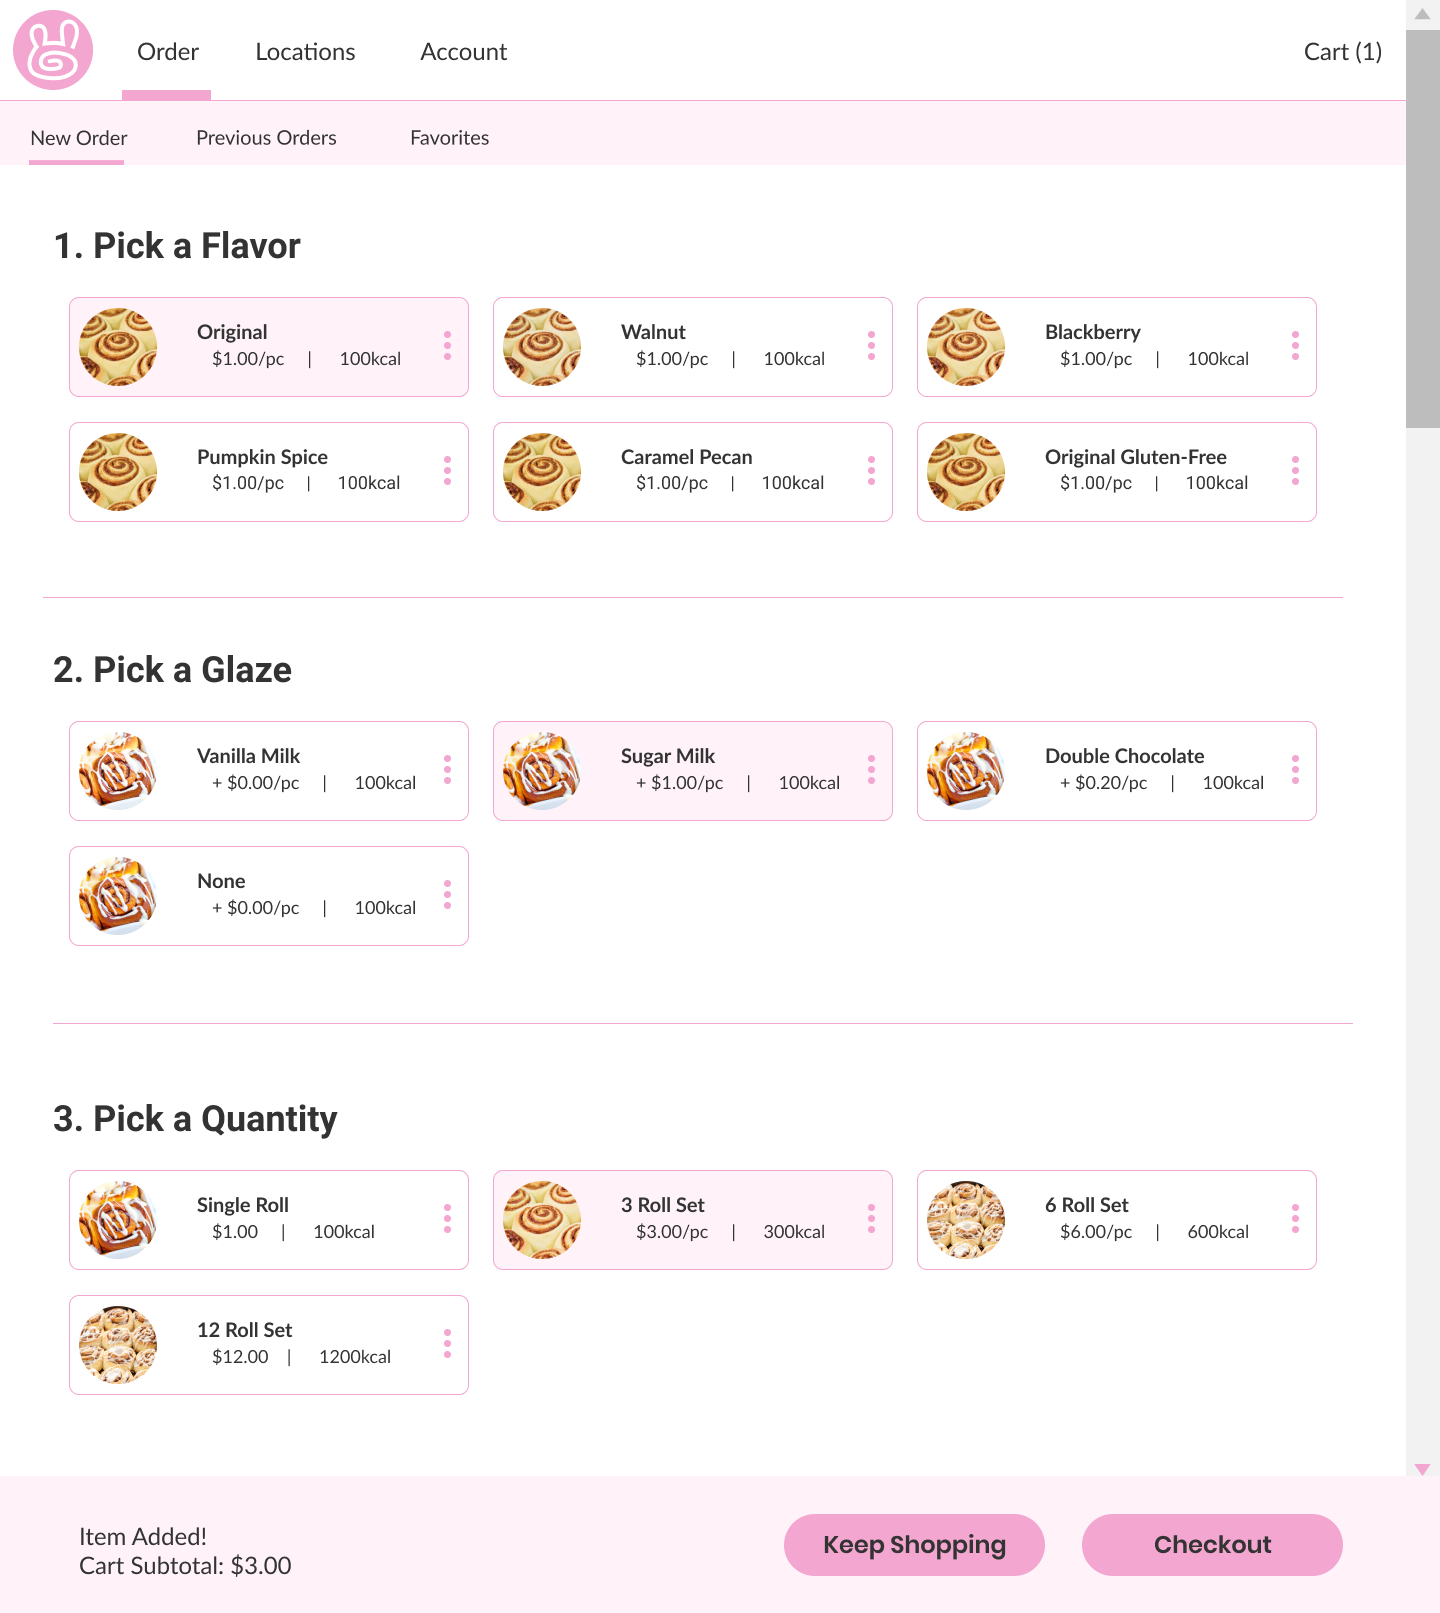 Order
Locations
Account
Cart (1)
New Order
Previous Orders
Favorites
1. Pick a Flavor
Original
$1.00/pc | 100kcal
Walnut
$1.00/pc | 100kcal
Blackberry
$1.00/pc | 100kcal
Pumpkin Spice
$1.00/pc | 100kcal
Caramel Pecan
$1.00/pc | 100kcal
Original Gluten-Free
$1.00/pc | 100kcal
2. Pick a Glaze
Vanilla Milk
+ $0.00/pc | 100kcal
Sugar Milk
+ $1.00/pc | 100kcal
Double Chocolate
+ $0.20/pc | 100kcal
None
+ $0.00/pc | 100kcal
3. Pick a Quantity
Single Roll
$1.00 | 100kcal
3 Roll Set
$3.00/pc | 300kcal
6 Roll Set
$6.00/pc | 600kcal
12 Roll Set
$12.00 | 1200kcal
Item Added!
Cart Subtotal: $3.00
Keep Shopping
Checkout